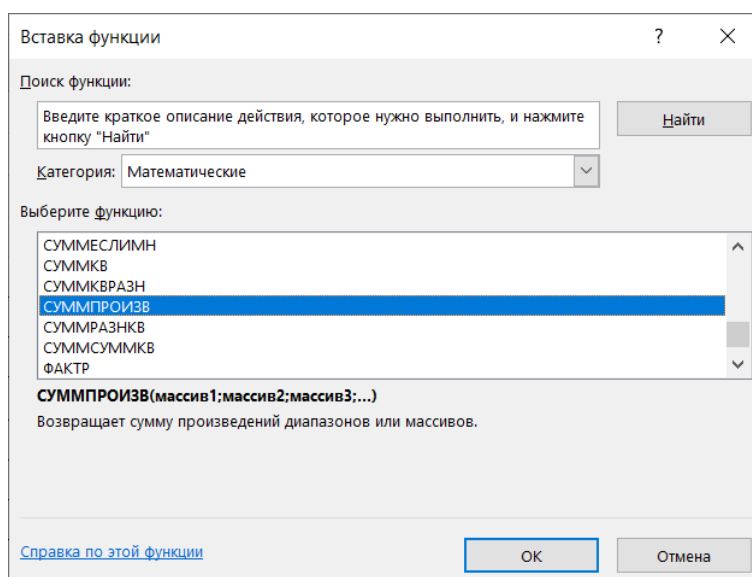 Вставка функции
?
Поиск функции:
Введите краткое описание действия, которое нужно выполнить, и нажмите
кнопку "Найти"
Найти
Категория: Математические
Выберите функцию:
СУММЕСЛИМН
СУММКВ
СУММКВРАЗН
СУММПРОИЗВ
СУММРАЗНКВ
СУММСУММКВ
ФАКТР
СУММПРОИЗВ(массив1;массив2;массив3;...)
Возвращает сумму произведений диапазонов или массивов.
Справка по этой функции
ОК
Отмена